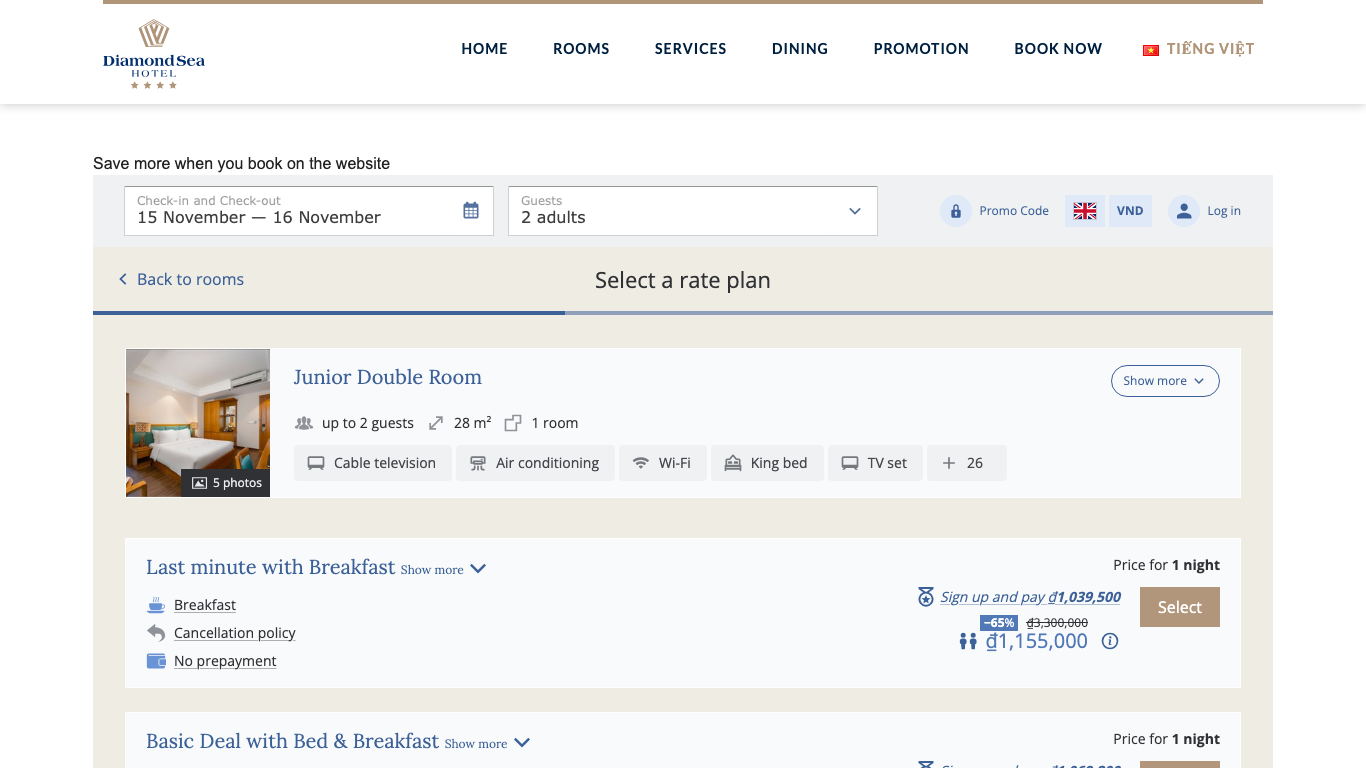 Diamond Sea
HOTEL
HOME
ROOMS
SERVICES
DINING
PROMOTION
BOOK NOW
TIẾNG VIỆT
Save more when you book on the website
Check-in and Check-out
15 November — 16 November
Guests
2 adults
Promo Code
VND
Log in
Back to rooms
Select a rate plan
Junior Double Room
Show more
up to 2 guests
28 m²
1 room
Cable television
Air conditioning
Wi-Fi
King bed
TV set
26
5 photos
Last minute with Breakfast Show more
Price for 1 night
Breakfast
Cancellation policy
No prepayment
Sign up and pay ₫1,039,500
−65% ₫3,300,000
₫1,155,000
Select
Basic Deal with Bed & Breakfast Show more
Price for 1 night